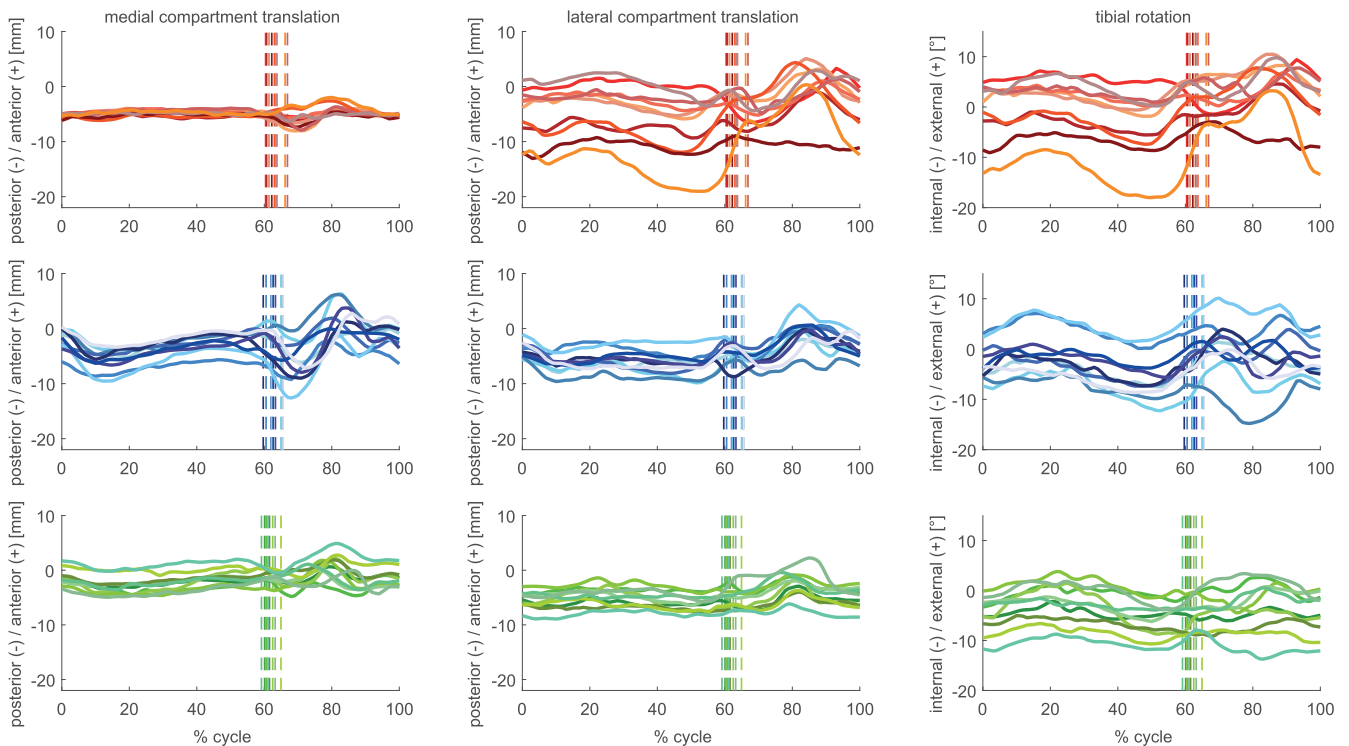 medial compartment translation
lateral compartment translation
tibial rotation
posterior (-) / anterior (+) [mm]
10
0
-10
-20
0 20 40 60 80 100
posterior (-) / anterior (+) [mm]
10
0
-10
-20
0 20 40 60 80 100
internal (-) / external (+) [°]
10
0
-10
-20
0 20 40 60 80 100
posterior (-) / anterior (+) [mm]
10
0
-10
-20
0 20 40 60 80 100
posterior (-) / anterior (+) [mm]
10
0
-10
-20
0 20 40 60 80 100
internal (-) / external (+) [°]
10
0
-10
-20
0 20 40 60 80 100
posterior (-) / anterior (+) [mm]
10
0
-10
-20
0 20 40 60 80 100
% cycle
posterior (-) / anterior (+) [mm]
10
0
-10
-20
0 20 40 60 80 100
% cycle
internal (-) / external (+) [°]
10
0
-10
-20
0 20 40 60 80 100
% cycle